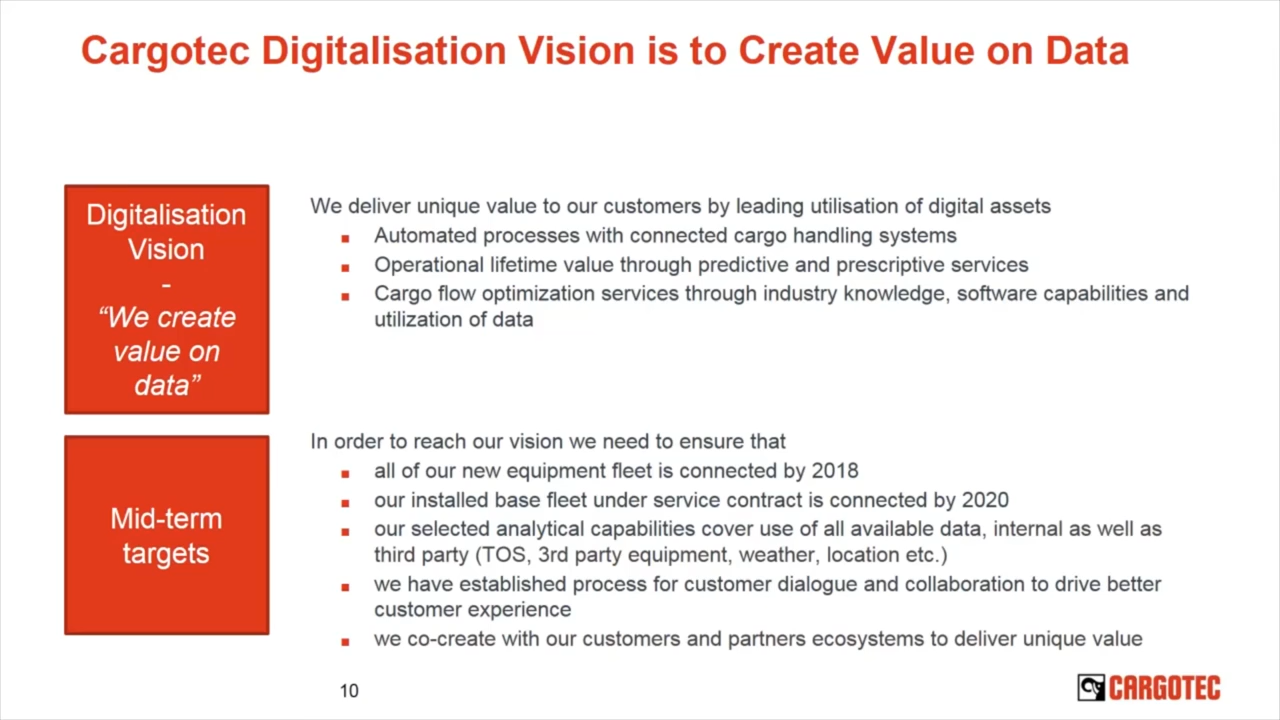 Cargotec Digitalisation Vision is to Create Value on Data
Digitalisation
Vision
-
“We create
value on
data”
We deliver unique value to our customers by leading utilisation of digital assets
Automated processes with connected cargo handling systems
Operational lifetime value through predictive and prescriptive services
Cargo flow optimization services through industry knowledge, software capabilities and
utilization of data
Mid-term
targets
In order to reach our vision we need to ensure that
all of our new equipment fleet is connected by 2018
our installed base fleet under service contract is connected by 2020
our selected analytical capabilities cover use of all available data, internal as well as
third party (TOS, 3rd party equipment, weather, location etc.)
we have established process for customer dialogue and collaboration to drive better
customer experience
we co-create with our customers and partners ecosystems to deliver unique value
10
CARGOTEC